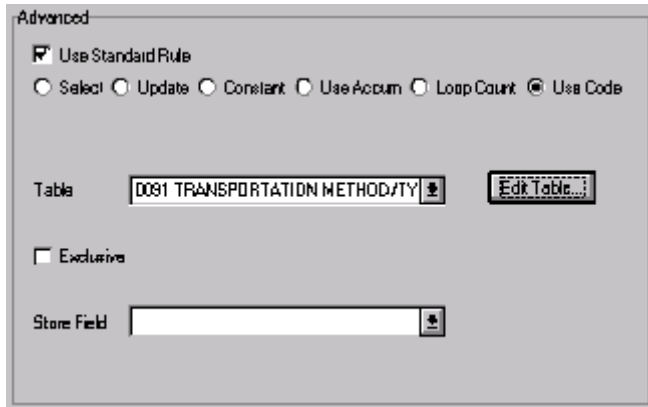 Advanced
Use Standard Rule
Select Update Constant Use Accum Loop Count Use Code
Table 0091 TRANSPORTATION METHOD/TY Edit Table...
Exclusive
Store Field